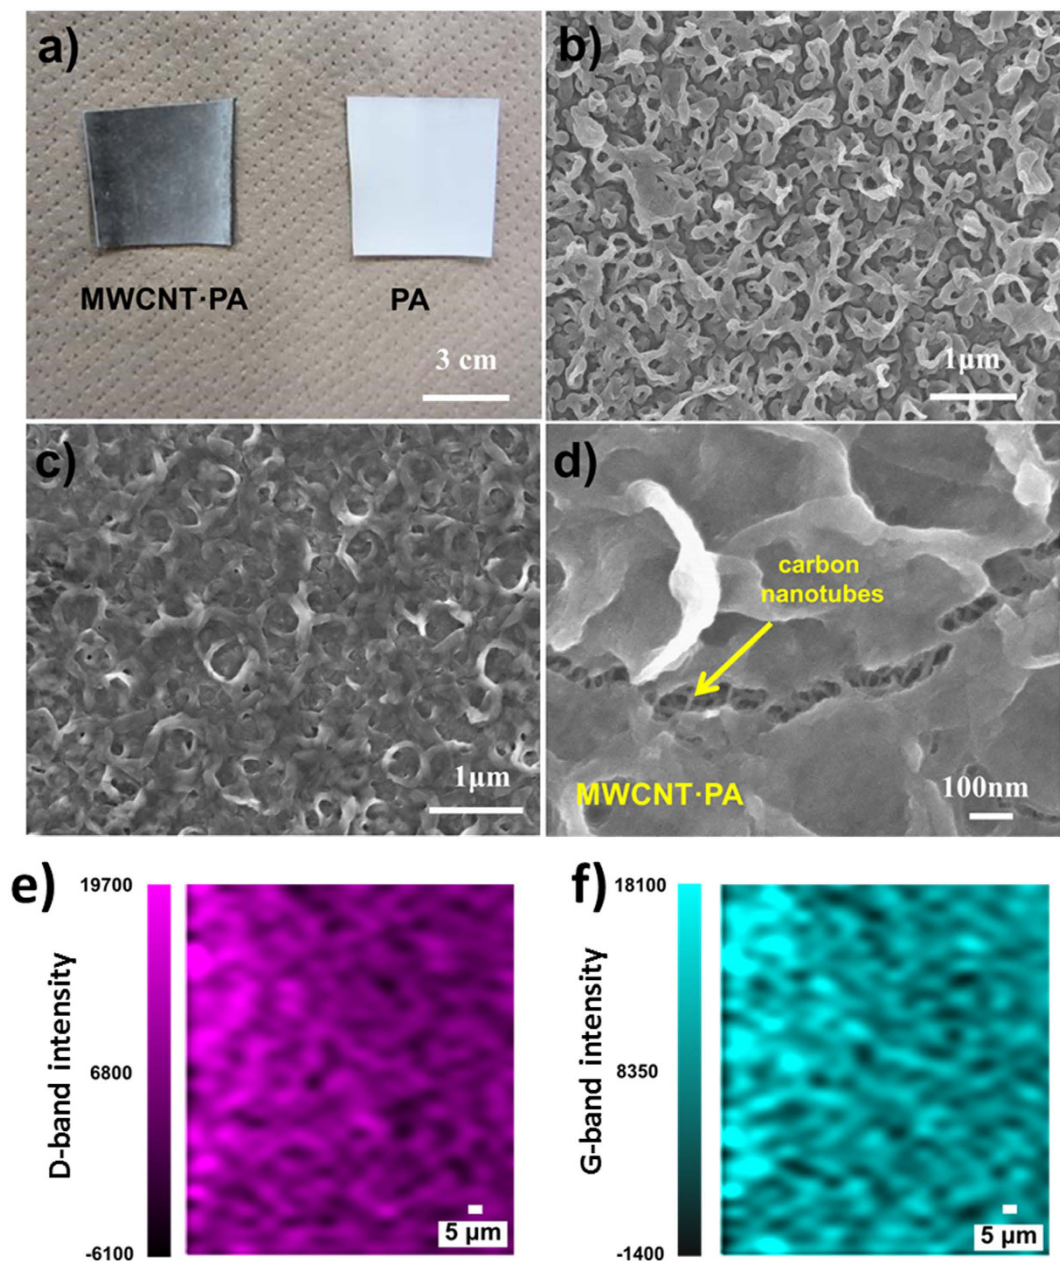 a)
MWCNT·PA
PA
3 cm
b)
1μm
c)
1μm
d)
carbon
nanotubes
MWCNT·PA
100nm
e)
19700
D-band intensity
6800
-6100
5 μm
f)
18100
G-band intensity
8350
-1400
5 μm